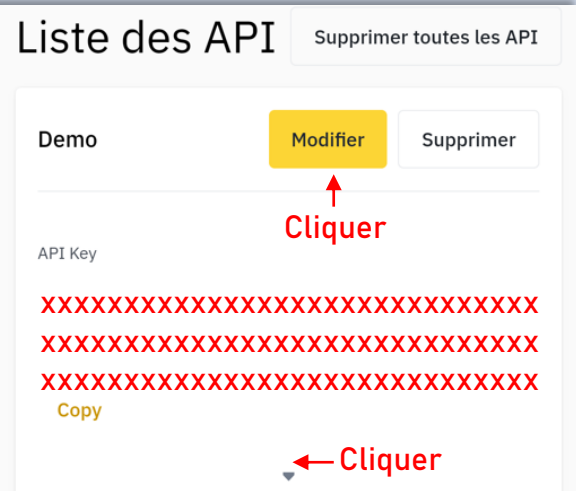 Liste des API
Supprimer toutes les API
Demo
Modifier
Supprimer
Cliquer
API Key
XXXXXXXXXXXXXXXXXXXXXXXXXXXXXX
XXXXXXXXXXXXXXXXXXXXXXXXXXXXXX
XXXXXXXXXXXXXXXXXXXXXXXXXXXXXX
Copy
Cliquer